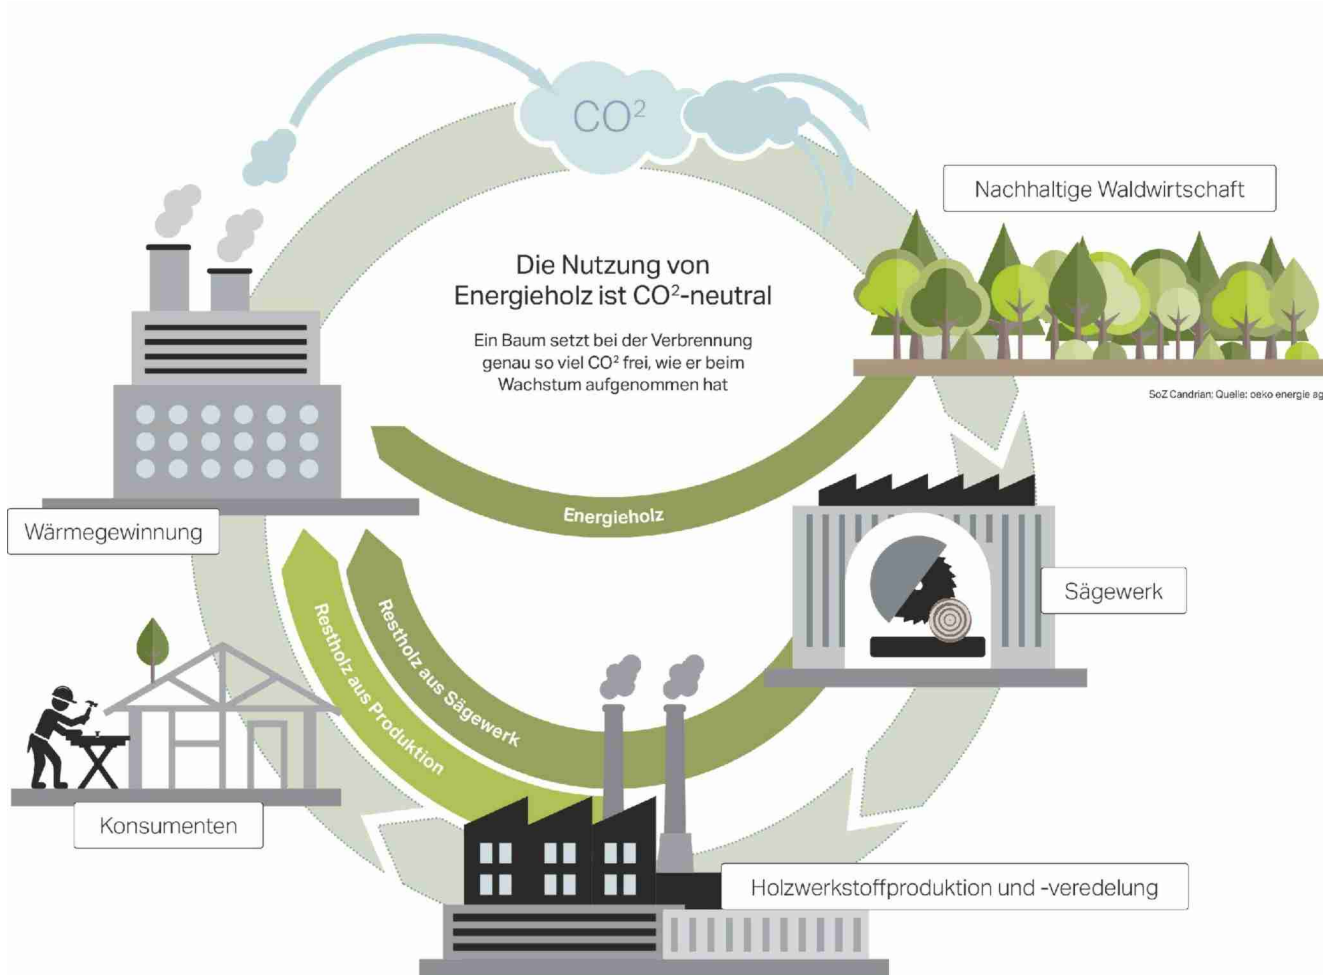 CO²
Nachhaltige Waldwirtschaft
Die Nutzung von
Energieholz ist CO²-neutral
Ein Baum setzt bei der Verbrennung
genau so viel CO² frei, wie er beim
Wachstum aufgenommen hat
SoZ Candrian; Quelle: oeko energie ag
Energieholz
Wärmegewinnung
Sägewerk
Restholz aus Sägewerk
Restholz aus Produktion
Konsumenten
Holzwerkstoffproduktion und -veredelung